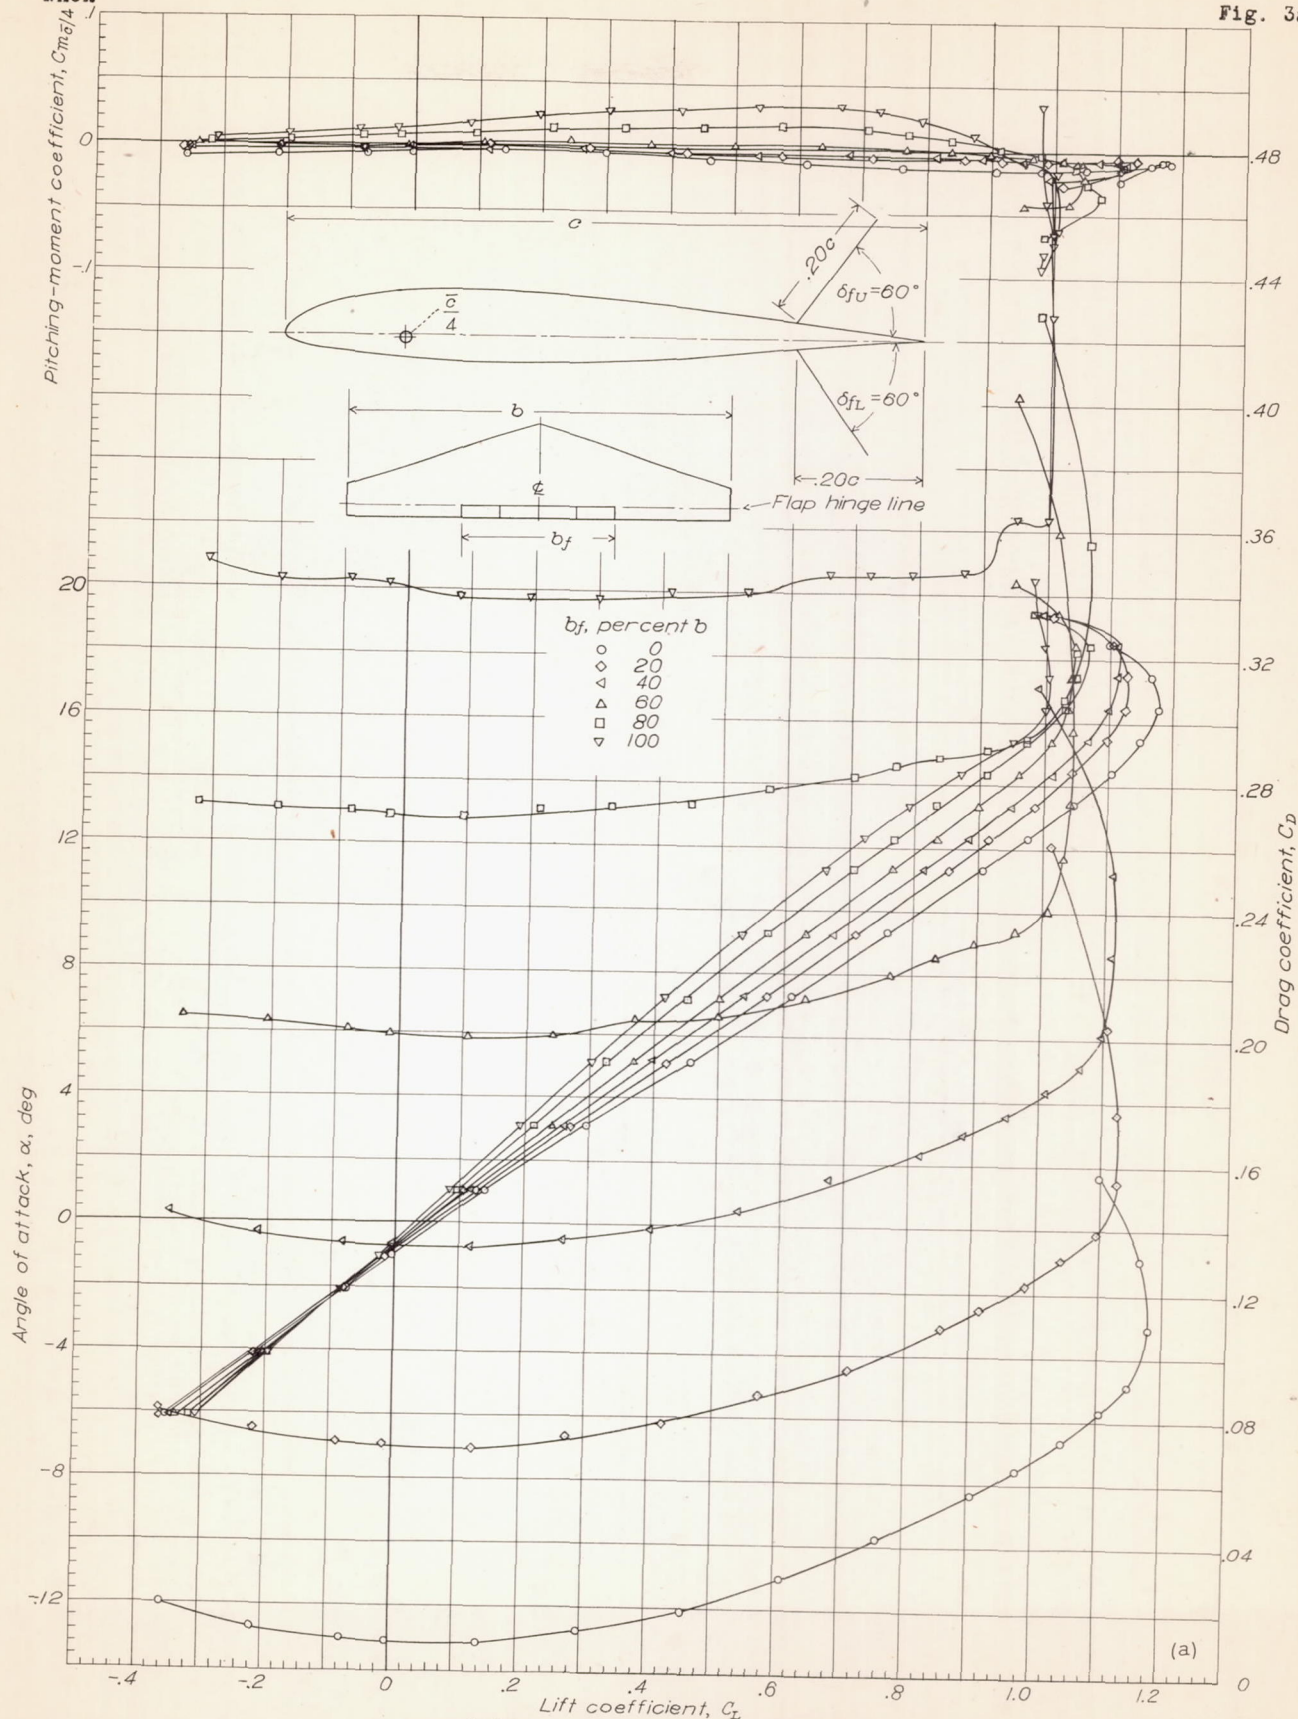 Fig. 3
.1
0
-.1
Pitching-moment coefficient, Cmc̄/4
.48
.44
.40
.36
.32
.28
.24
.20
.16
.12
.08
.04
0
Drag coefficient, CD
c
.20c
δfU=60°
c̄/4
δfL=60°
b
.20c
℄
Flap hinge line
bf
bf, percent b
0
20
40
60
80
100
20
16
12
8
4
0
-4
-8
-12
Angle of attack, α, deg
(a)
-.4 -.2 0 .2 .4 .6 .8 1.0 1.2
Lift coefficient, CL